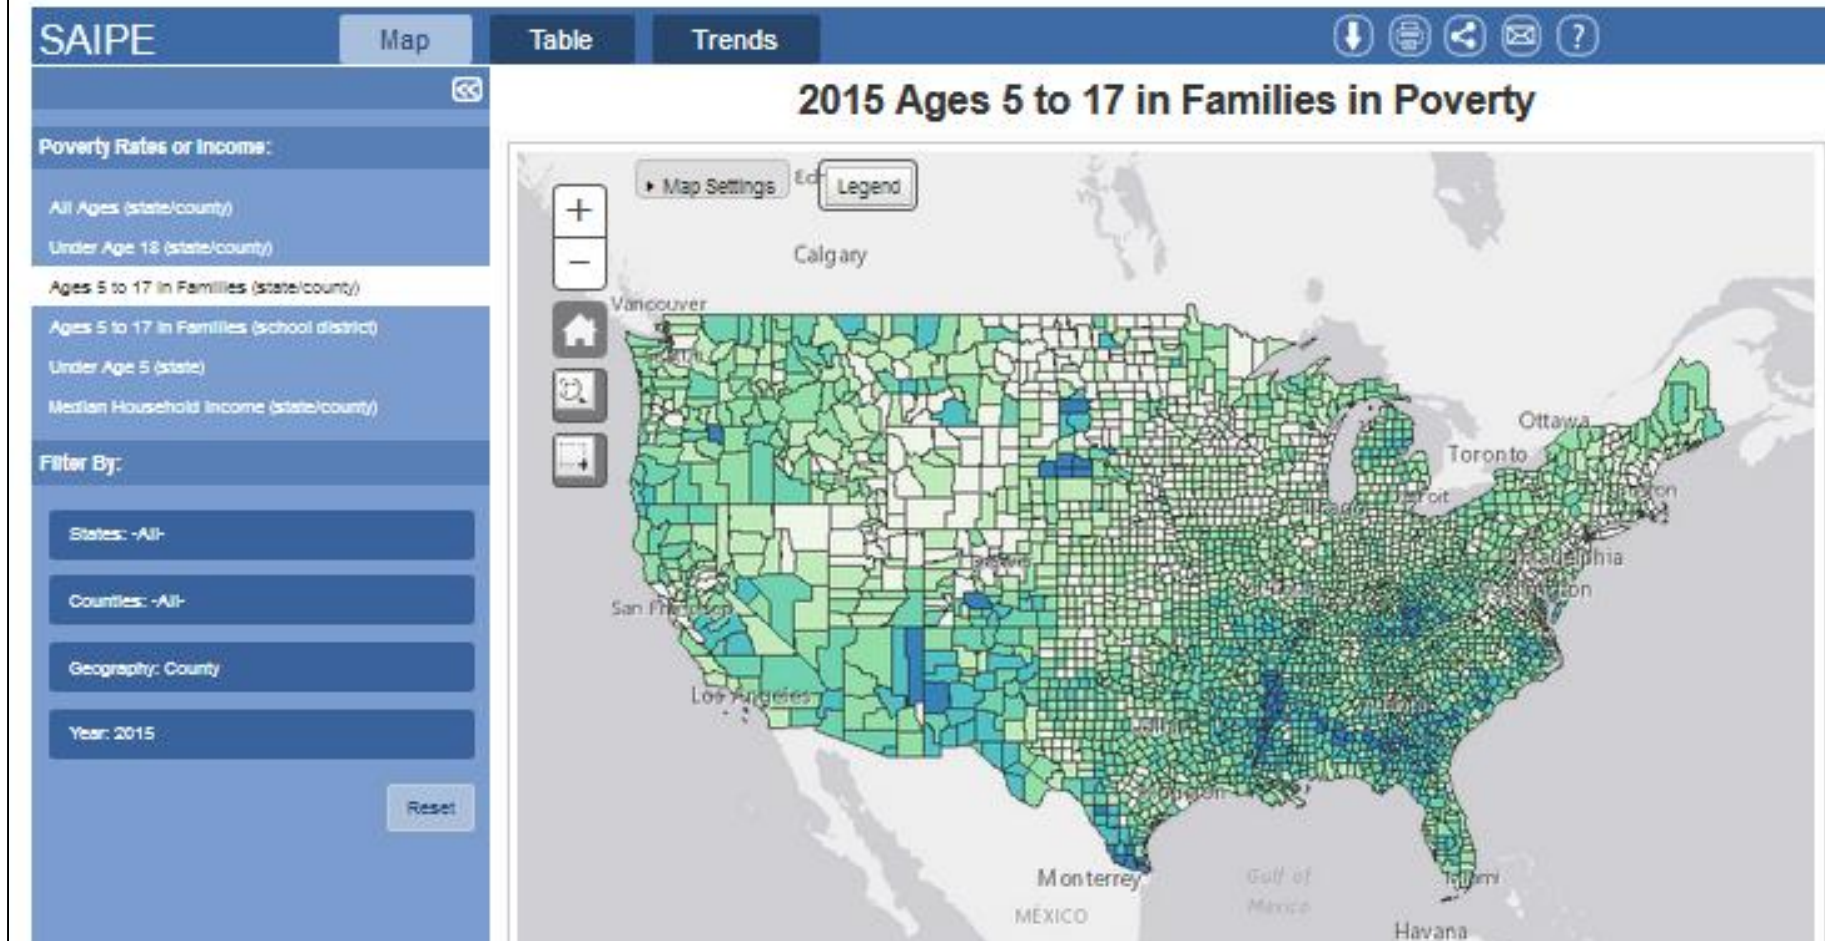 SAIPE
Map
Table
Trends
?
<<
2015 Ages 5 to 17 in Families in Poverty
Poverty Rates or Income:
All Ages (state/county)
Under Age 18 (state/county)
Ages 5 to 17 in Families (state/county)
Ages 5 to 17 in Families (school district)
Under Age 5 (state)
Median Household Income (state/county)
Filter By:
States: -All-
Counties: -All-
Geography: County
Year: 2015
Reset
+
−
Map Settings
Legend
Calgary
Vancouver
Ottawa
Toronto
Los Angeles
Monterrey
MÉXICO
Gulf of
Mexico
Miami
Havana